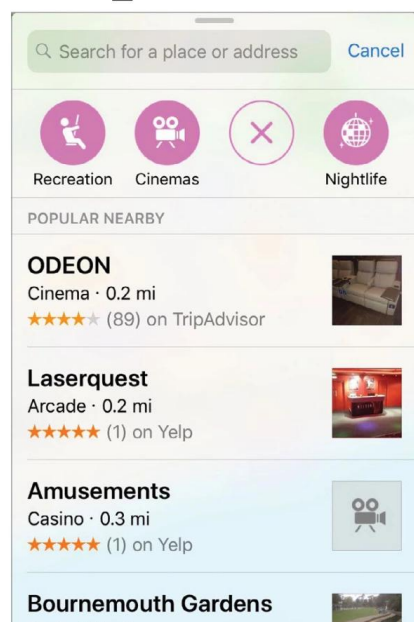 Search for a place or address
Cancel
Recreation
Cinemas
Nightlife
POPULAR NEARBY
ODEON
Cinema · 0.2 mi
★★★★★ (89) on TripAdvisor
Laserquest
Arcade · 0.2 mi
★★★★★ (1) on Yelp
Amusements
Casino · 0.3 mi
★★★★★ (1) on Yelp
Bournemouth Gardens